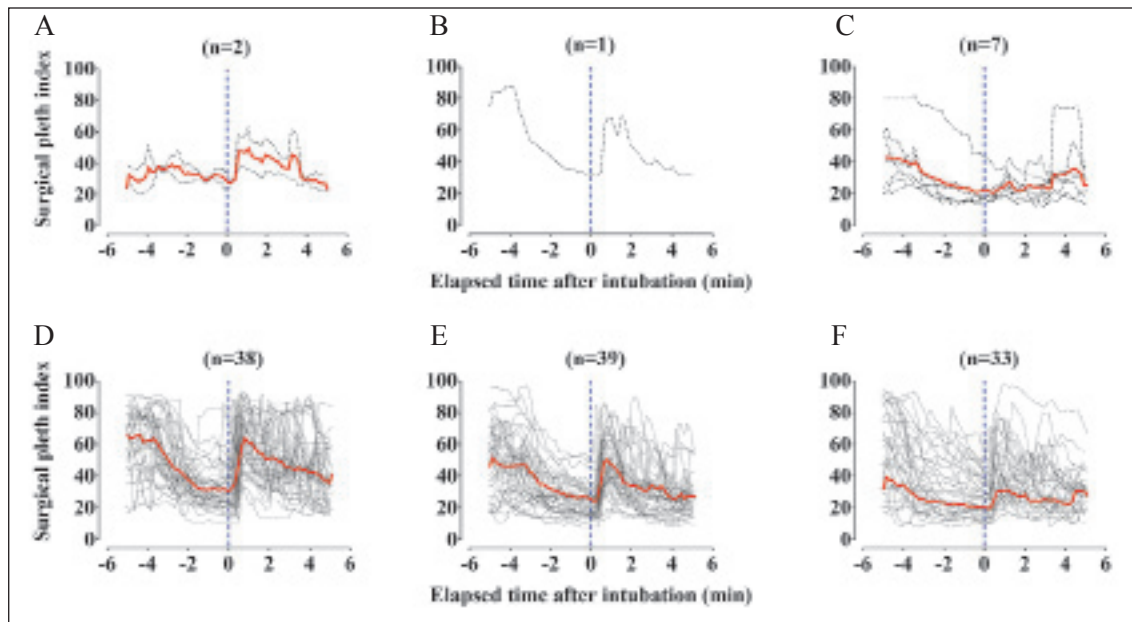 A B C
(n=2) (n=1) (n=7)
Surgical pleth index
100 100 100
80 80 80
60 60 60
40 40 40
20 20 20
0 0 0
-6 -4 -2 0 2 4 6 -6 -4 -2 0 2 4 6 -6 -4 -2 0 2 4 6
Elapsed time after intubation (min)
D E F
(n=38) (n=39) (n=33)
Surgical pleth index
100 100 100
80 80 80
60 60 60
40 40 40
20 20 20
0 0 0
-6 -4 -2 0 2 4 6 -6 -4 -2 0 2 4 6 -6 -4 -2 0 2 4 6
Elapsed time after intubation (min)